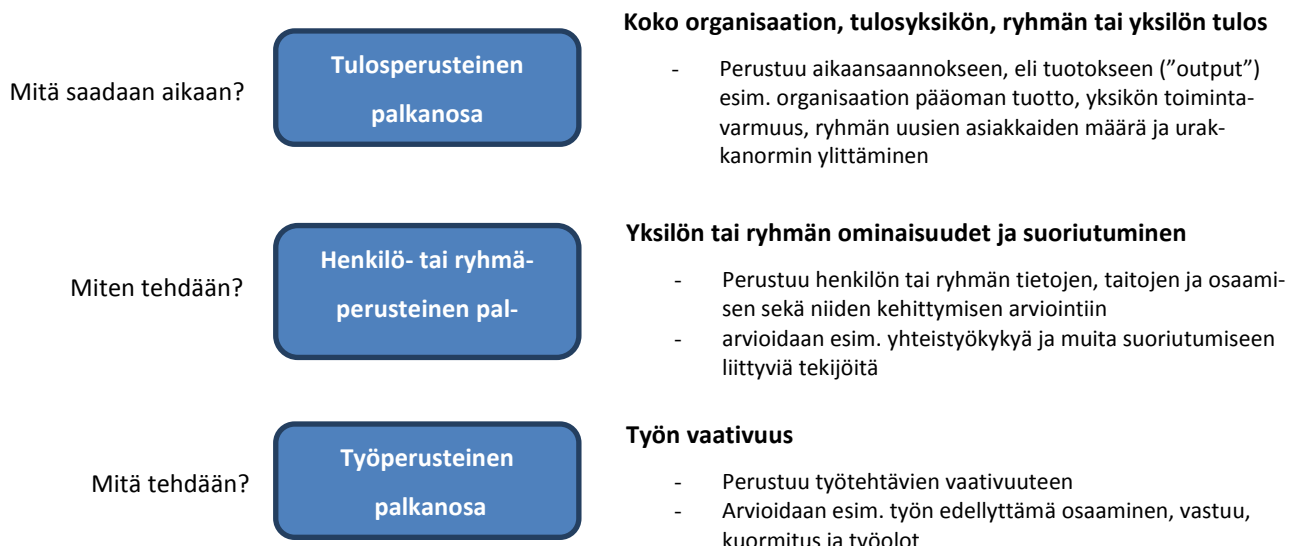 Mitä saadaan aikaan?
Tulosperusteinen
palkanosa
Koko organisaation, tulosyksikön, ryhmän tai yksilön tulos
- Perustuu aikaansaannokseen, eli tuotokseen (”output”)
esim. organisaation pääoman tuotto, yksikön toiminta-
varmuus, ryhmän uusien asiakkaiden määrä ja urak-
kanormin ylittäminen
Miten tehdään?
Henkilö- tai ryhmä-
perusteinen pal-
Yksilön tai ryhmän ominaisuudet ja suoriutuminen
- Perustuu henkilön tai ryhmän tietojen, taitojen ja osaami-
sen sekä niiden kehittymisen arviointiin
- arvioidaan esim. yhteistyökykyä ja muita suoriutumiseen
liittyviä tekijöitä
Mitä tehdään?
Työperusteinen
palkanosa
Työn vaativuus
- Perustuu työtehtävien vaativuuteen
- Arvioidaan esim. työn edellyttämä osaaminen, vastuu,
kuormitus ja työolot